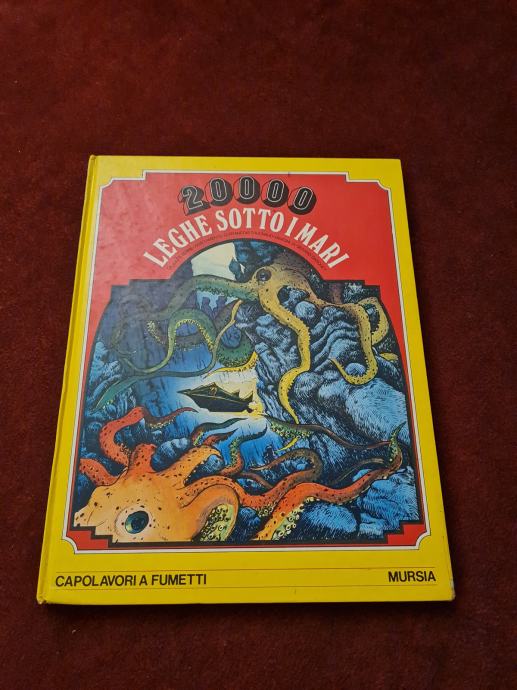 20000
LEGHE SOTTO I MARI
CAPOLAVORI A FUMETTI
MURSIA